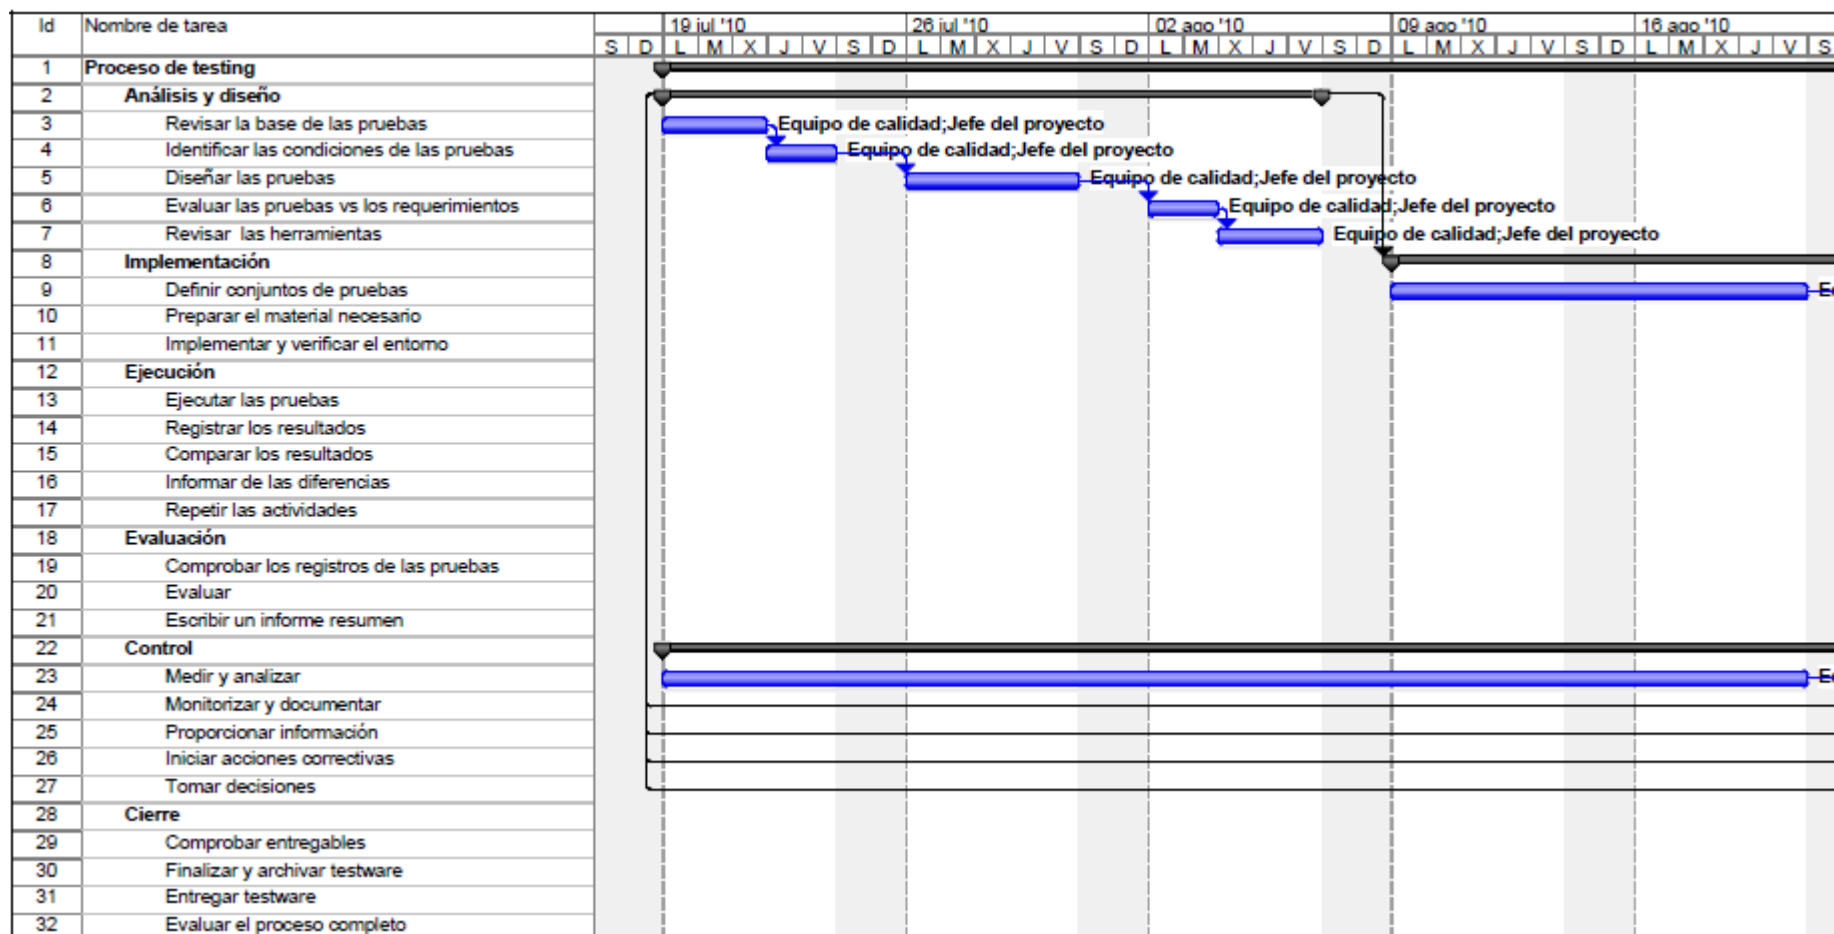 Id Nombre de tarea 19 jul '10 26 jul '10 02 ago '10 09 ago '10 16 ago '10
S D L M X J V S D L M X J V S D L M X J V S D L M X J V S D L M X J V S
1 Proceso de testing
2 Análisis y diseño
3 Revisar la base de las pruebas Equipo de calidad;Jefe del proyecto
4 Identificar las condiciones de las pruebas Equipo de calidad;Jefe del proyecto
5 Diseñar las pruebas Equipo de calidad;Jefe del proyecto
6 Evaluar las pruebas vs los requerimientos Equipo de calidad;Jefe del proyecto
7 Revisar las herramientas Equipo de calidad;Jefe del proyecto
8 Implementación
9 Definir conjuntos de pruebas
10 Preparar el material necesario
11 Implementar y verificar el entorno
12 Ejecución
13 Ejecutar las pruebas
14 Registrar los resultados
15 Comparar los resultados
16 Informar de las diferencias
17 Repetir las actividades
18 Evaluación
19 Comprobar los registros de las pruebas
20 Evaluar
21 Escribir un informe resumen
22 Control
23 Medir y analizar
24 Monitorizar y documentar
25 Proporcionar información
26 Iniciar acciones correctivas
27 Tomar decisiones
28 Cierre
29 Comprobar entregables
30 Finalizar y archivar testware
31 Entregar testware
32 Evaluar el proceso completo